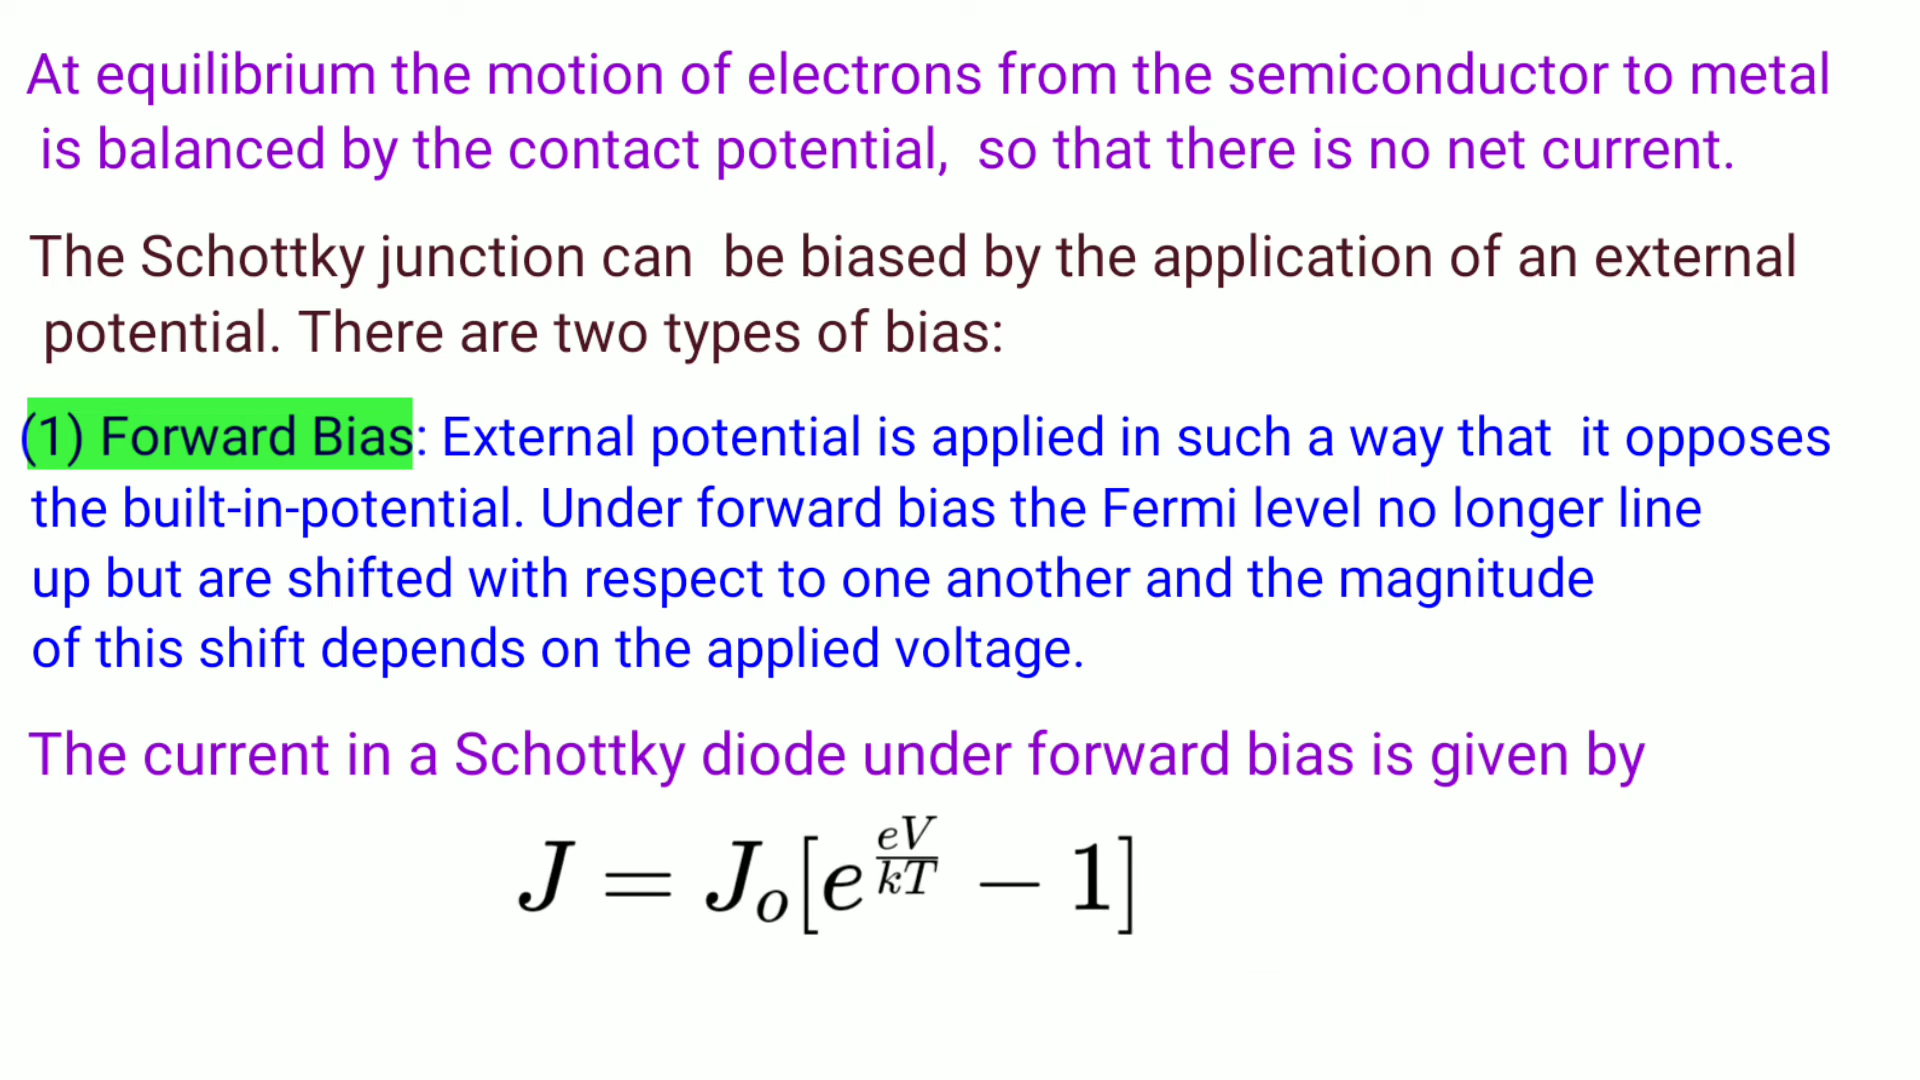 At equilibrium the motion of electrons from the semiconductor to metal
is balanced by the contact potential, so that there is no net current.
The Schottky junction can be biased by the application of an external
potential. There are two types of bias:
(1) Forward Bias: External potential is applied in such a way that it opposes
the built-in-potential. Under forward bias the Fermi level no longer line
up but are shifted with respect to one another and the magnitude
of this shift depends on the applied voltage.
The current in a Schottky diode under forward bias is given by
$J = J_o[e^{\frac{eV}{kT}} - 1]$